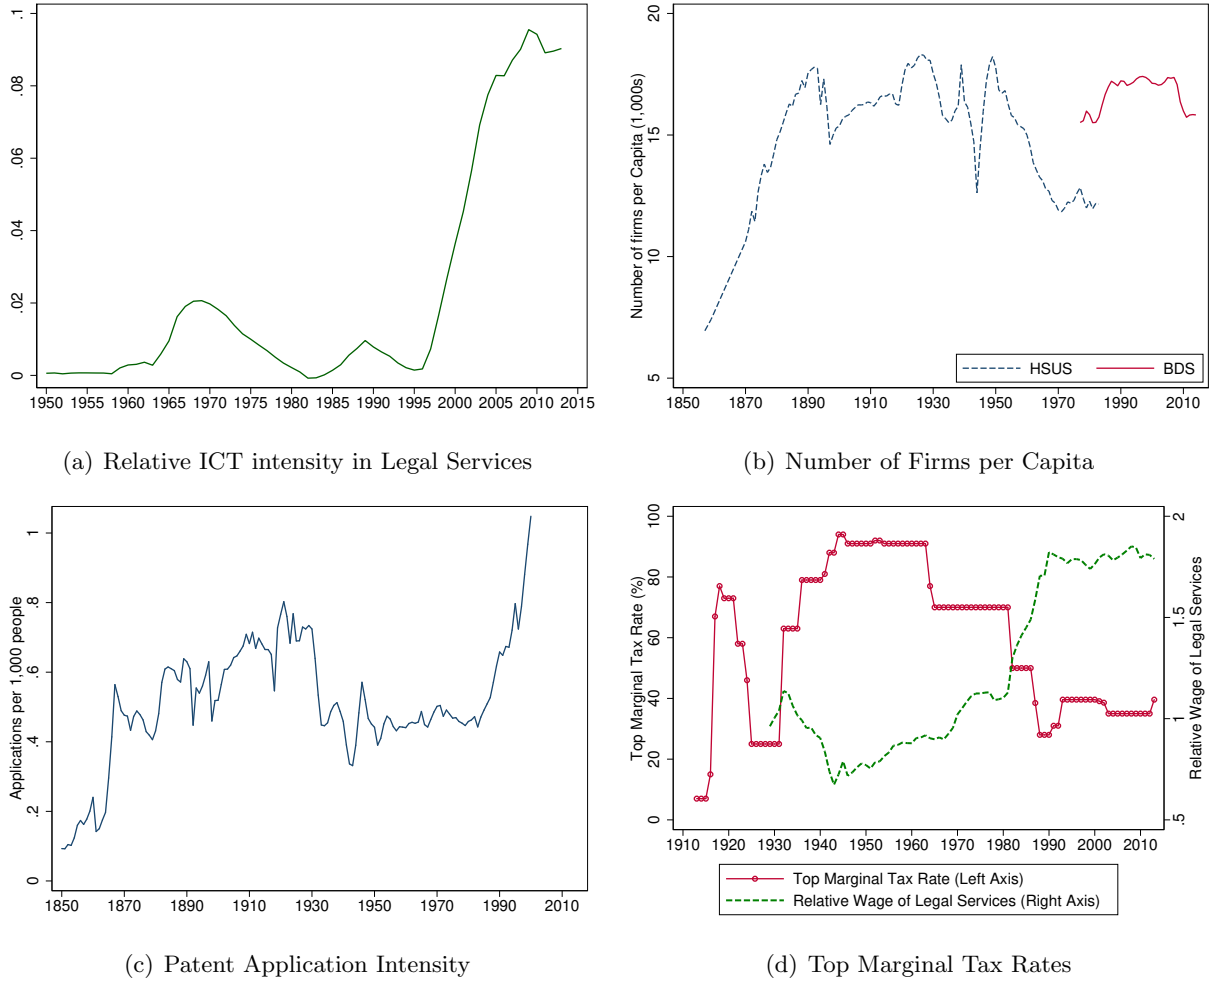 .1
.08
.06
.04
.02
0
1950 1955 1960 1965 1970 1975 1980 1985 1990 1995 2000 2005 2010 2015
(a) Relative ICT intensity in Legal Services
Number of firms per Capita (1,000s)
20
15
10
5
1850 1870 1890 1910 1930 1950 1970 1990 2010
HSUS BDS
(b) Number of Firms per Capita
Applications per 1,000 people
1
.8
.6
.4
.2
0
1850 1870 1890 1910 1930 1950 1970 1990 2010
(c) Patent Application Intensity
Top Marginal Tax Rate (%)
100
80
60
40
20
0
2
1.5
1
.5
Relative Wage of Legal Services
1910 1920 1930 1940 1950 1960 1970 1980 1990 2000 2010
Top Marginal Tax Rate (Left Axis)
Relative Wage of Legal Services (Right Axis)
(d) Top Marginal Tax Rates